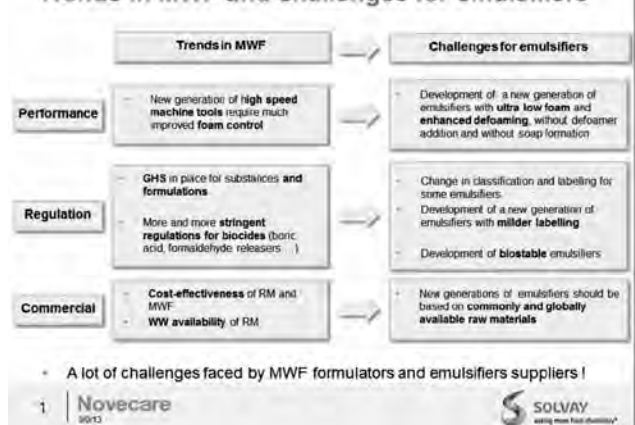 Trends in MWF and challenges for emulsifiers
Trends in MWF
Challenges for emulsifiers
Performance
- New generation of high speed
machine tools require much
improved foam control
- Development of a new generation of
emulsifiers with ultra low foam and
enhanced defoaming, without defoamer
addition and without soap formation
Regulation
- GHS in place for substances and
formulations
- More and more stringent
regulations for biocides (boric
acid, formaldehyde releasers ...)
- Change in classification and labelling for
some emulsifiers
- Development of a new generation of
emulsifiers with milder labelling
- Development of biostable emulsifiers
Commercial
- Cost-effectiveness of RM and
MWF
- WW availability of RM
- New generations of emulsifiers should be
based on commonly and globally
available raw materials
- A lot of challenges faced by MWF formulators and emulsifiers suppliers !
1
Novecare
SOLVAY
asking more from chemistry®